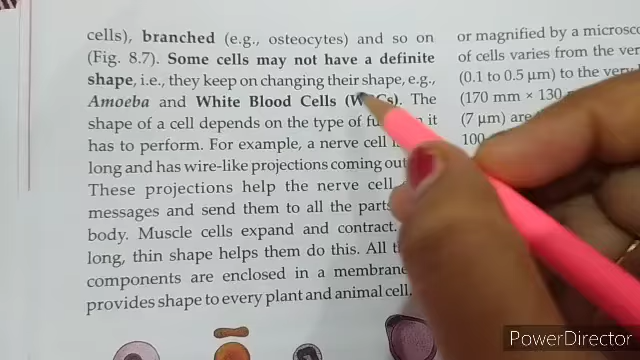 cells), branched (e.g., osteocytes) and so on
(Fig. 8.7). Some cells may not have a definite
shape, i.e., they keep on changing their shape, e.g.,
Amoeba and White Blood Cells (WBCs). The
shape of a cell depends on the type of it
has to perform. For example, a nerve cell
long and has wire-like projections coming out
These projections help the nerve cell
messages and send them to all the parts
body. Muscle cells expand and contract.
long, thin shape helps them do this. All
components are enclosed in a membrane
provides shape to every plant and animal cell.
or magnified by a
of cells varies from the
(0.1 to 0.5 µm) to the
(170 mm × 130
(7 µm) are
100
PowerDirector